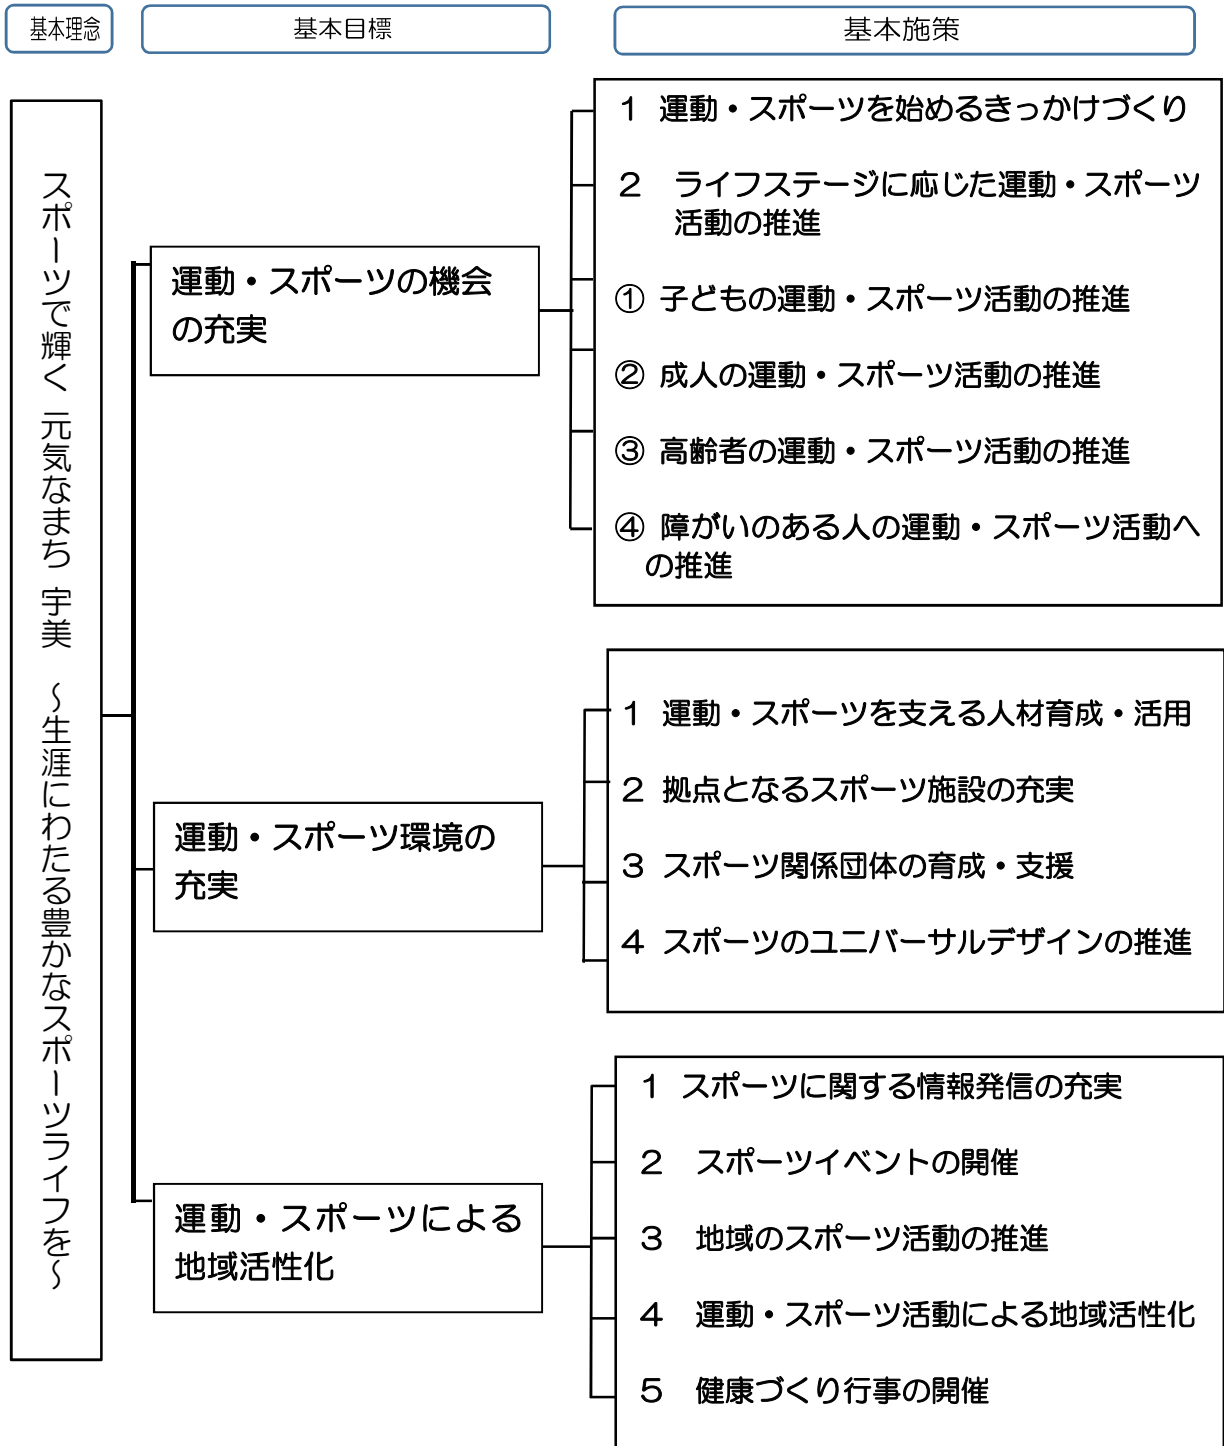 基本理念
基本目標
基本施策
スポーツで輝く 元気なまち 宇美 ～生涯にわたる豊かなスポーツライフを～
運動・スポーツの機会
の充実
１ 運動・スポーツを始めるきっかけづくり
２ ライフステージに応じた運動・スポーツ
活動の推進
① 子どもの運動・スポーツ活動の推進
② 成人の運動・スポーツ活動の推進
③ 高齢者の運動・スポーツ活動の推進
④ 障がいのある人の運動・スポーツ活動へ
の推進
運動・スポーツ環境の
充実
１ 運動・スポーツを支える人材育成・活用
２ 拠点となるスポーツ施設の充実
３ スポーツ関係団体の育成・支援
４ スポーツのユニバーサルデザインの推進
運動・スポーツによる
地域活性化
１ スポーツに関する情報発信の充実
２ スポーツイベントの開催
３ 地域のスポーツ活動の推進
４ 運動・スポーツ活動による地域活性化
５ 健康づくり行事の開催